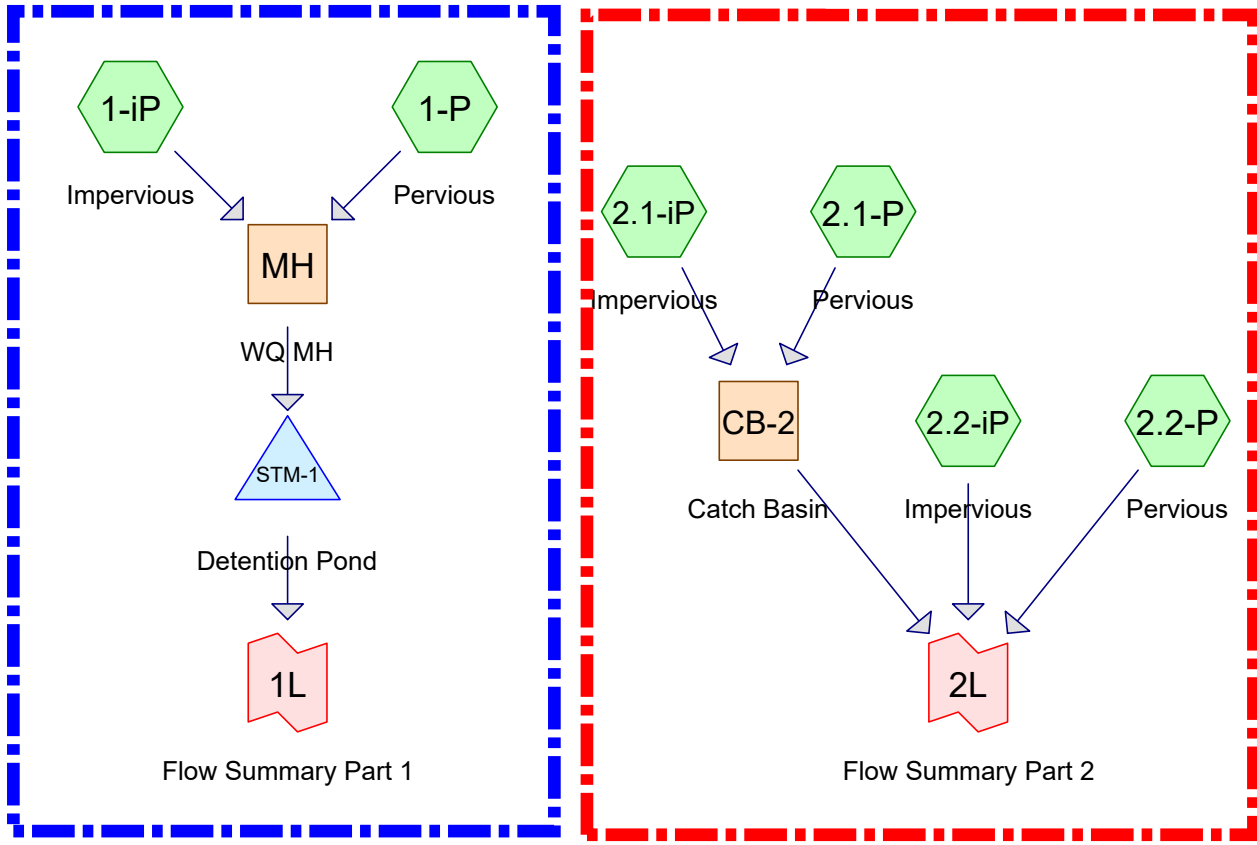 1-iP
1-P
Impervious
Pervious
MH
WQ MH
STM-1
Detention Pond
1L
Flow Summary Part 1
2.1-iP
2.1-P
Impervious
Pervious
CB-2
2.2-iP
2.2-P
Catch Basin
Impervious
Pervious
2L
Flow Summary Part 2